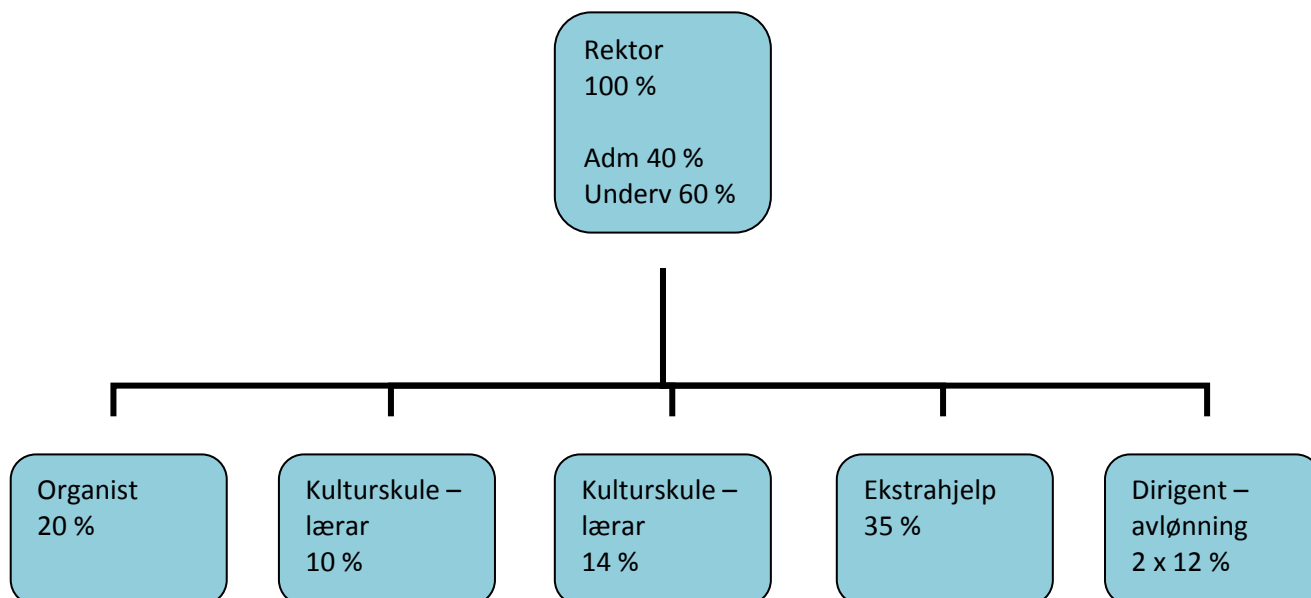 Rektor
100 %
Adm 40 %
Underv 60 %
Organist
20 %
Kulturskule –
lærar
10 %
Kulturskule –
lærar
14 %
Ekstrahjelp
35 %
Dirigent –
avlønning
2 x 12 %